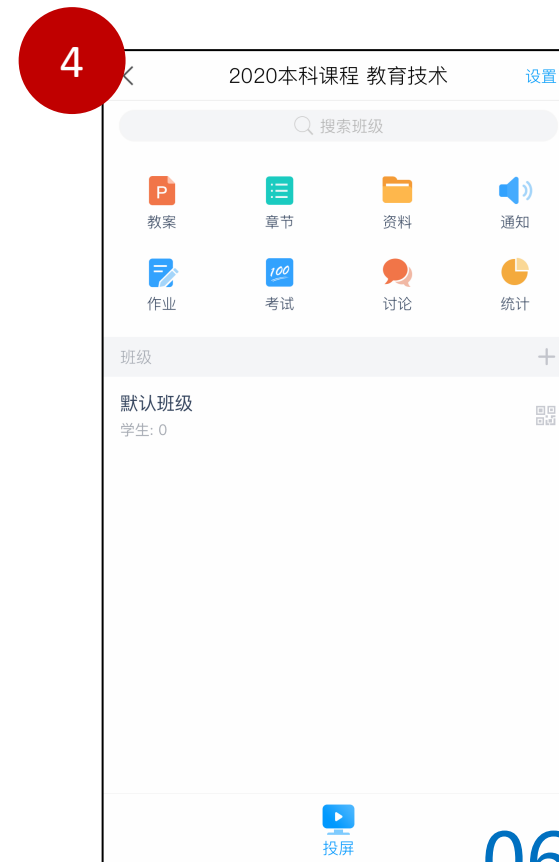 4
2020本科课程 教育技术 设置
搜索班级
P
教案 章节 资料 通知
100
作业 考试 讨论 统计
班级
默认班级
学生: 0
投屏
06